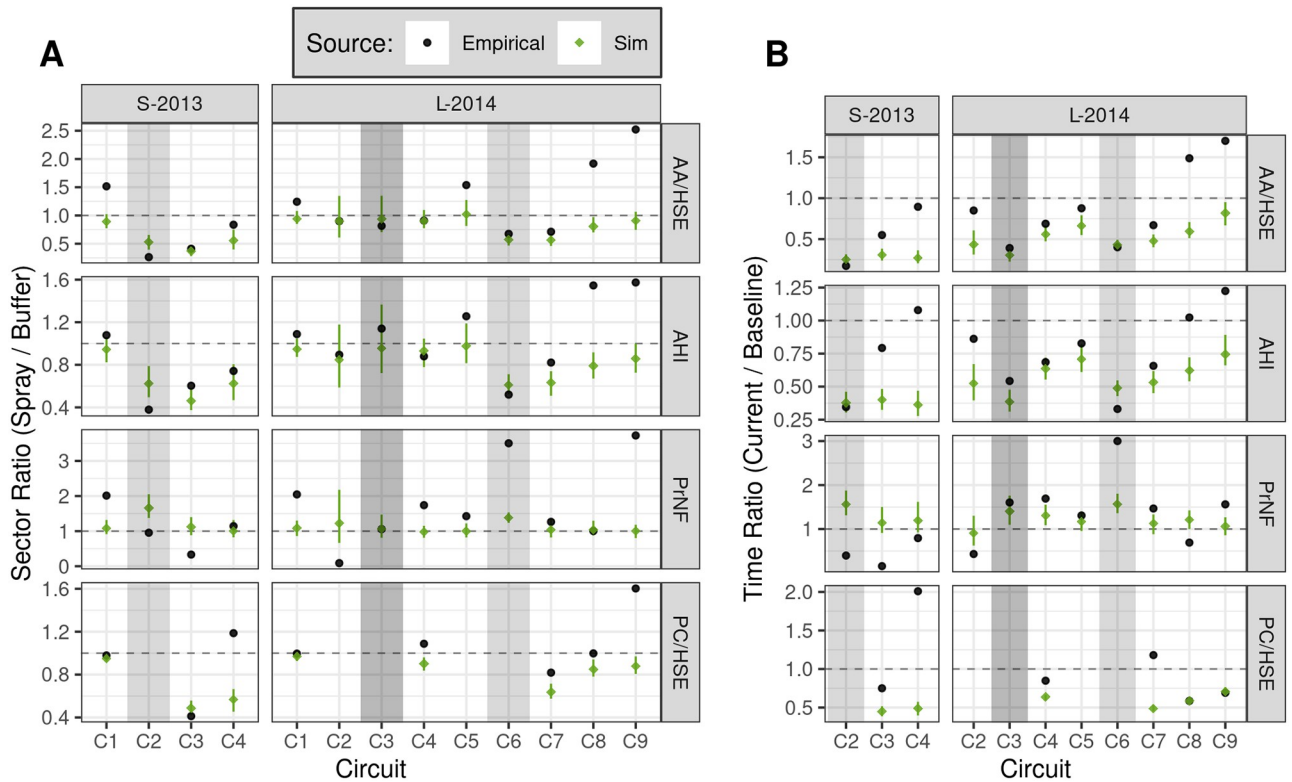 Source: Empirical Sim
A
S-2013 L-2014
Sector Ratio (Spray / Buffer)
2.5
2.0
1.5
1.0
0.5
AA/HSE
1.6
1.2
0.8
0.4
AHI
3
2
1
0
PrNF
1.6
1.2
0.8
0.4
PC/HSE
C1 C2 C3 C4 C1 C2 C3 C4 C5 C6 C7 C8 C9
Circuit
B
S-2013 L-2014
Time Ratio (Current / Baseline)
1.5
1.0
0.5
AA/HSE
1.25
1.00
0.75
0.50
0.25
AHI
3
2
1
PrNF
2.0
1.5
1.0
0.5
PC/HSE
C2 C3 C4 C2 C3 C4 C5 C6 C7 C8 C9
Circuit